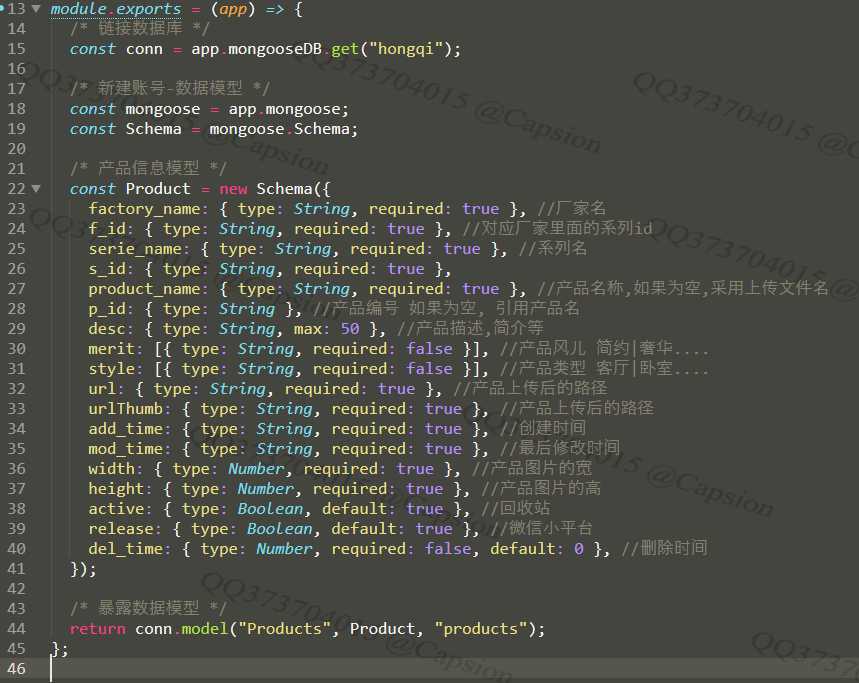 13 module.exports = (app) => {
14 /* 链接数据库 */
15 const conn = app.mongooseDB.get("hongqi");
16
17 /* 新建账号-数据模型 */
18 const mongoose = app.mongoose;
19 const Schema = mongoose.Schema;
20
21 /* 产品信息模型 */
22 const Product = new Schema({
23 factory_name: { type: String, required: true }, //厂家名
24 f_id: { type: String, required: true }, //对应厂家里面的系列id
25 serie_name: { type: String, required: true }, //系列名
26 s_id: { type: String, required: true },
27 product_name: { type: String, required: true }, //产品名称,如果为空,采用上传文件名
28 p_id: { type: String }, //产品编号 如果为空, 引用产品名
29 desc: { type: String, max: 50 }, //产品描述,简介等
30 merit: [{ type: String, required: false }], //产品风儿 简约|奢华....
31 style: [{ type: String, required: false }], //产品类型 客厅|卧室....
32 url: { type: String, required: true }, //产品上传后的路径
33 urlThumb: { type: String, required: true }, //产品上传后的路径
34 add_time: { type: String, required: true }, //创建时间
35 mod_time: { type: String, required: true }, //最后修改时间
36 width: { type: Number, required: true }, //产品图片的宽
37 height: { type: Number, required: true }, //产品图片的高
38 active: { type: Boolean, default: true }, //回收站
39 release: { type: Boolean, default: true }, //微信小平台
40 del_time: { type: Number, required: false, default: 0 }, //删除时间
41 });
42
43 /* 暴露数据模型 */
44 return conn.model("Products", Product, "products");
45 };
46
QQ373704015 @Capsion